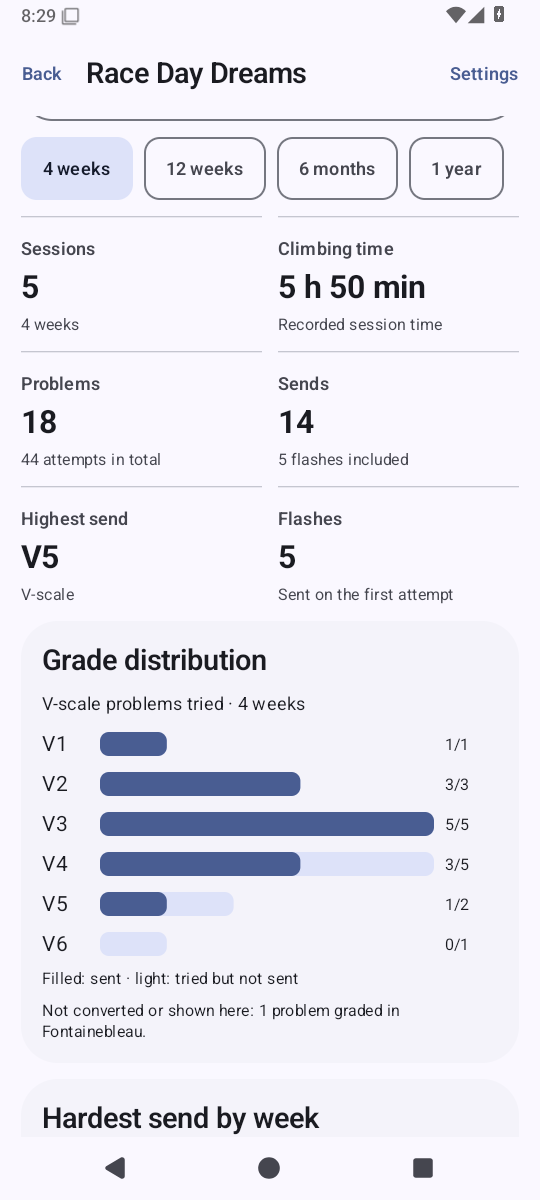 8:29
Back Race Day Dreams Settings
4 weeks 12 weeks 6 months 1 year
Sessions
5
4 weeks
Climbing time
5 h 50 min
Recorded session time
Problems
18
44 attempts in total
Sends
14
5 flashes included
Highest send
V5
V-scale
Flashes
5
Sent on the first attempt
Grade distribution
V-scale problems tried · 4 weeks
V1 1/1
V2 3/3
V3 5/5
V4 3/5
V5 1/2
V6 0/1
Filled: sent · light: tried but not sent
Not converted or shown here: 1 problem graded in
Fontainebleau.
Hardest send by week